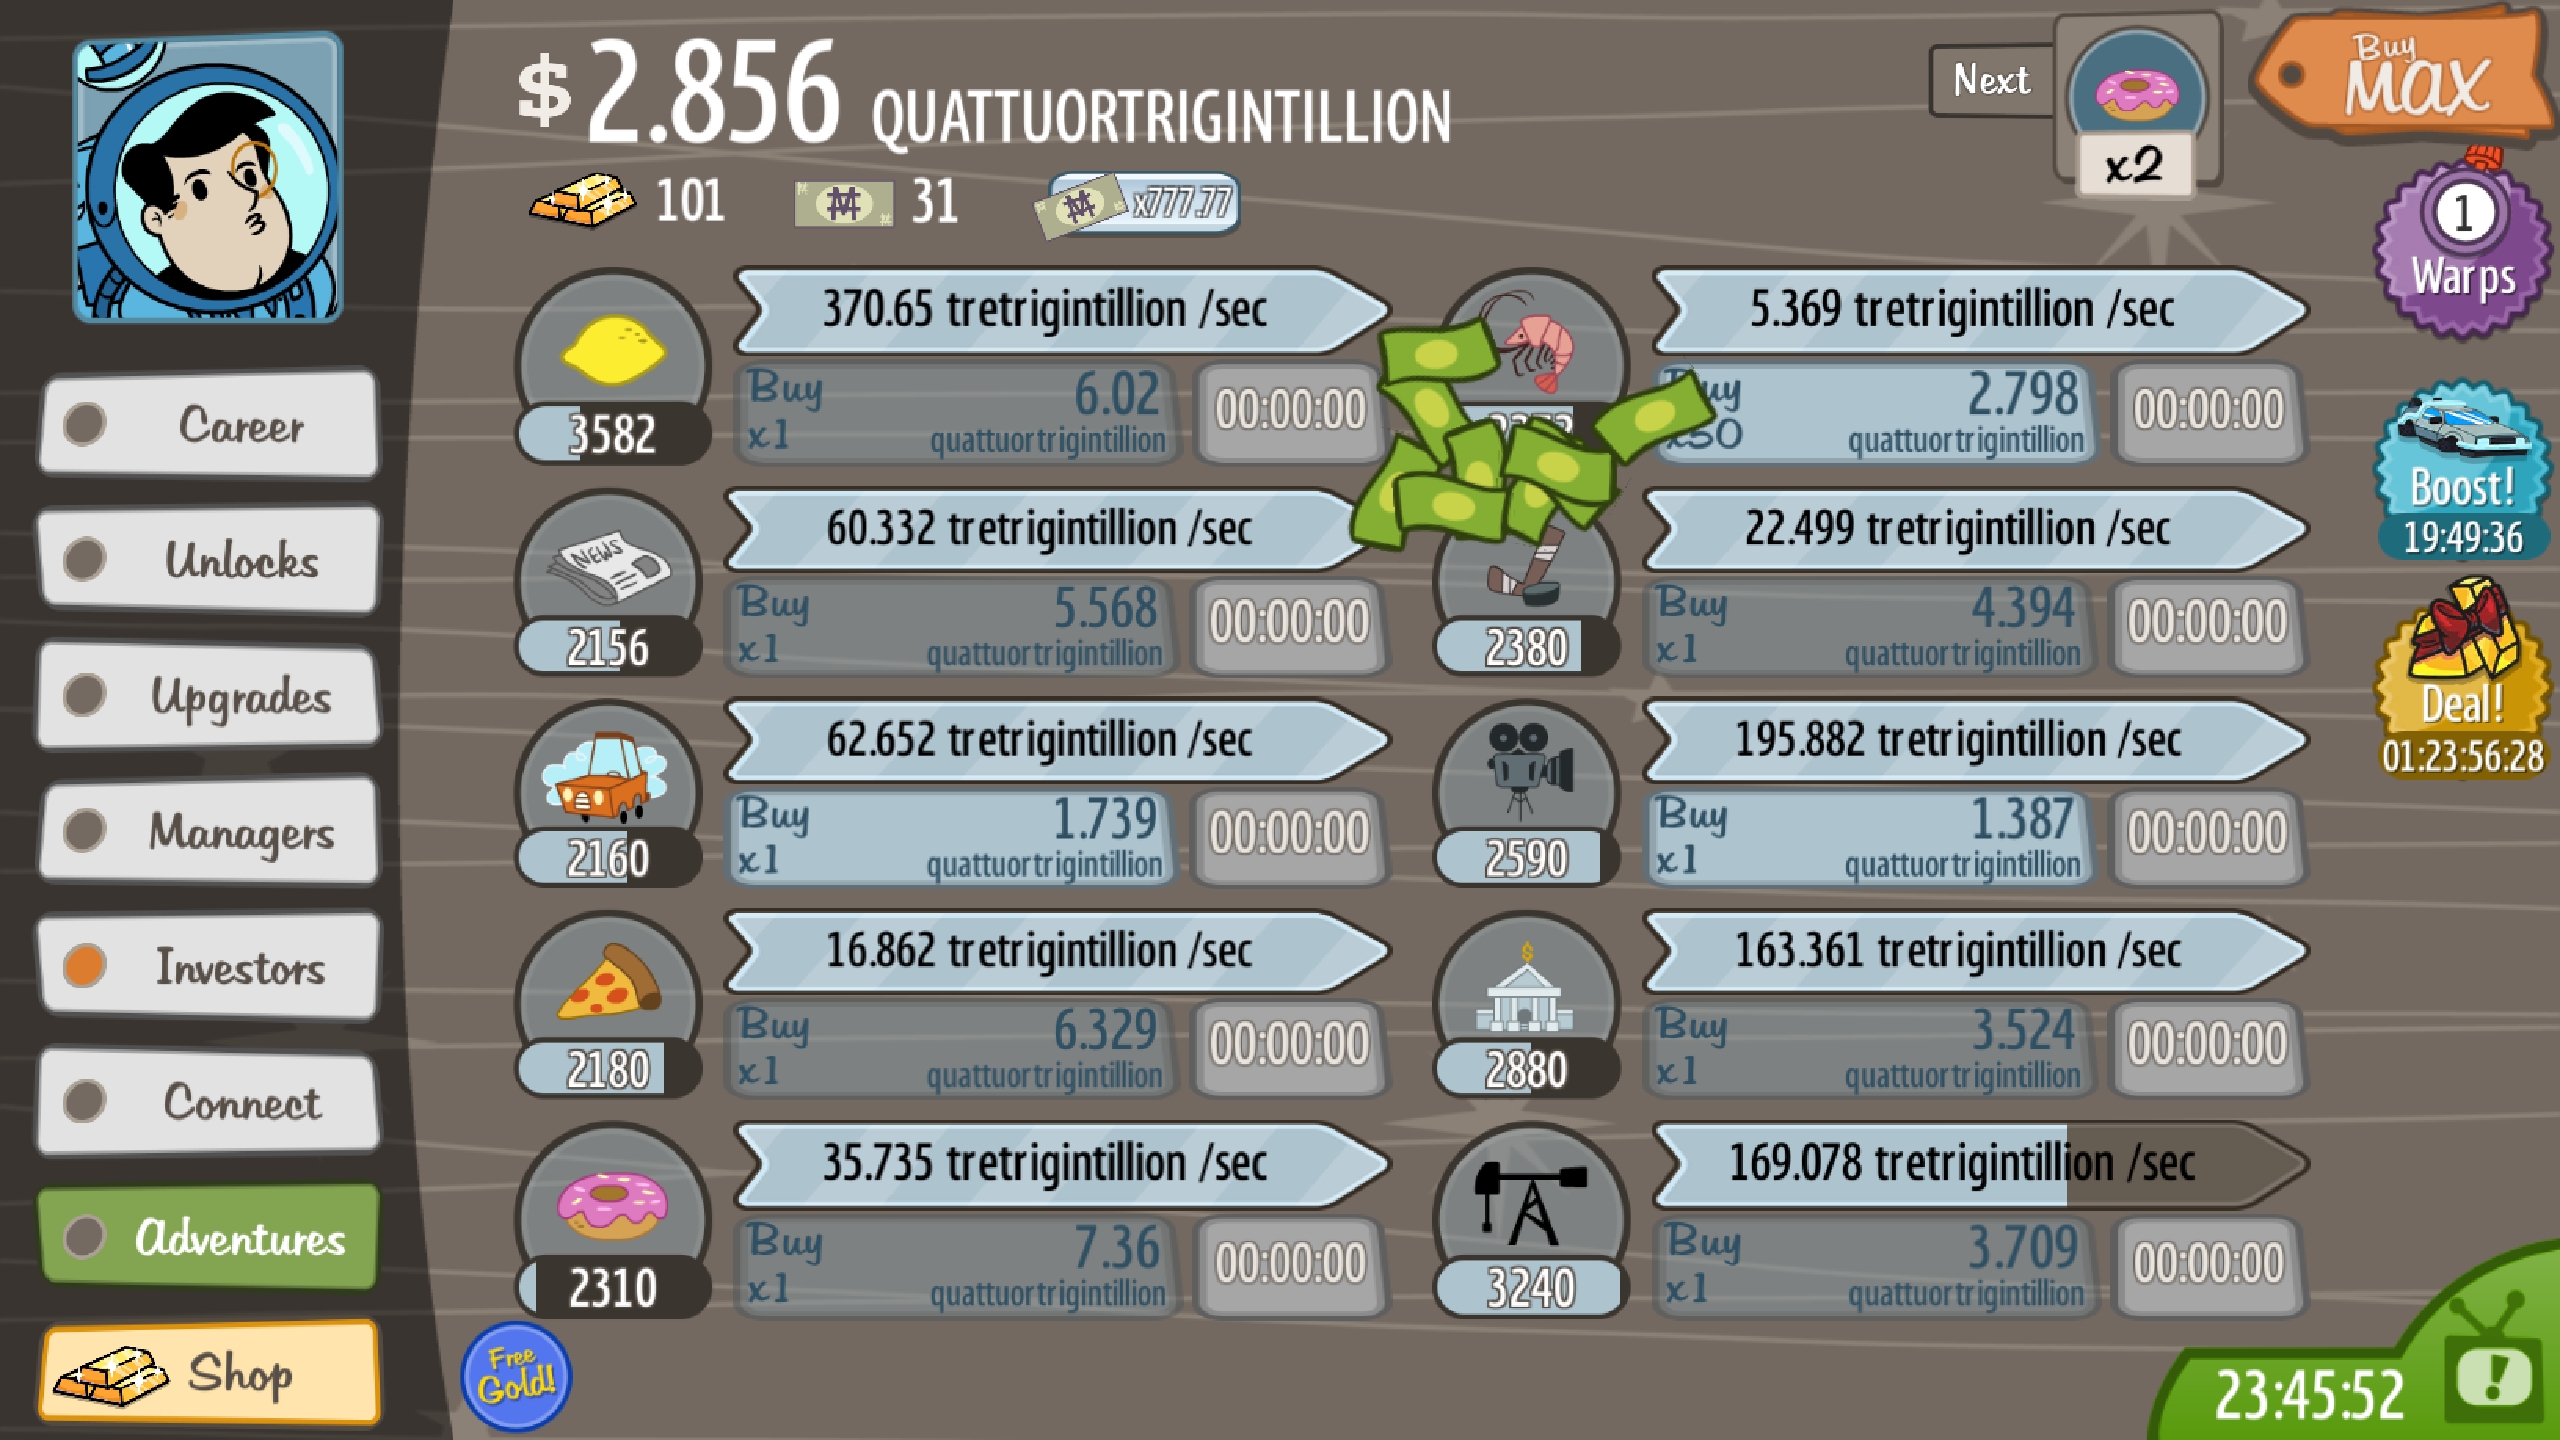 $2.856 QUATTUORTRIGINTILLION
Next
x2
Buy
MAX
101
31
x777.77
1
Warps
Boost!
19:49:36
Deal!
01:23:56:28
Career
Unlocks
Upgrades
Managers
Investors
Connect
Adventures
Shop
370.65 tretrigintillion /sec
3582
Buy 6.02
x1 quattuortrigintillion
00:00:00
5.369 tretrigintillion /sec
2.798
quattuortrigintillion
00:00:00
NEWS
60.332 tretrigintillion /sec
2156
Buy 5.568
x1 quattuortrigintillion
00:00:00
22.499 tretrigintillion /sec
2380
Buy 4.394
x1 quattuortrigintillion
00:00:00
62.652 tretrigintillion /sec
2160
Buy 1.739
x1 quattuortrigintillion
00:00:00
195.882 tretrigintillion /sec
2590
Buy 1.387
x1 quattuortrigintillion
00:00:00
16.862 tretrigintillion /sec
2180
Buy 6.329
x1 quattuortrigintillion
00:00:00
$
163.361 tretrigintillion /sec
2880
Buy 3.524
x1 quattuortrigintillion
00:00:00
35.735 tretrigintillion /sec
2310
Buy 7.36
x1 quattuortrigintillion
00:00:00
169.078 tretrigintillion /sec
3240
Buy 3.709
x1 quattuortrigintillion
00:00:00
Free
Gold!
23:45:52
!